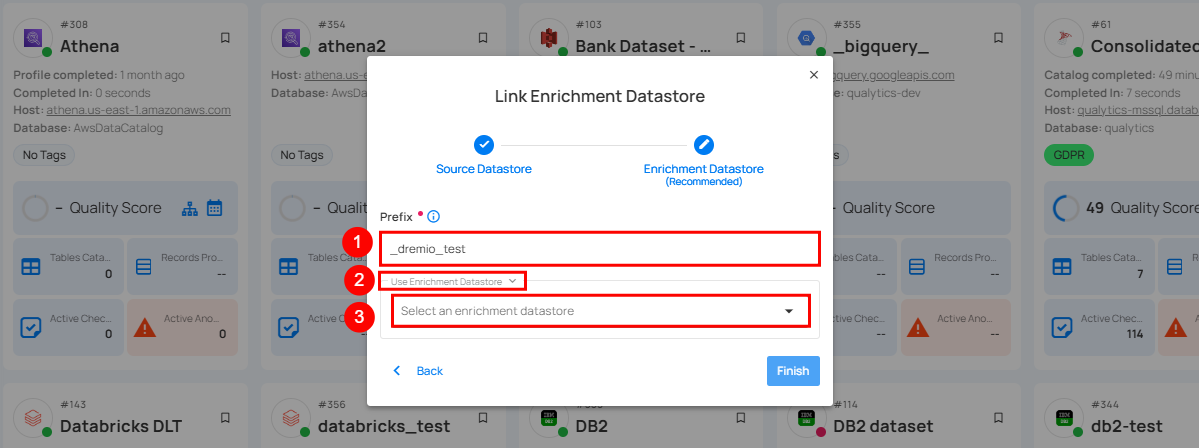 #308
Athena
Profile completed: 1 month ago
Completed In: 0 seconds
Host: athena.us-east-1.amazonaws.com
Database: AwsDataCatalog
No Tags
– Quality Score
Tables Cata...
0
Records Pro...
--
Active Chec...
0
Active Ano...
0
#354
athena2
Host: athena.us-e
Database: AwsD
No Tags
– Quali
Tables Ca
Active C
#103
Bank Dataset - ...
#355
_bigquery_
gquery.googleapis.com
qualytics-dev
Quality Score
--
Records Pro...
--
--
Active Ano...
--
#61
Consolidated
Catalog completed: 49 minu
Completed In: 7 seconds
Host: qualytics-mssql.datab
Database: qualytics
GDPR
49 Quality Score
Tables Cata...
7
Records
Active Chec...
114
Active
Link Enrichment Datastore
Source Datastore
Enrichment Datastore
(Recommended)
Prefix
1
_dremio_test
2
Use Enrichment Datastore
3
Select an enrichment datastore
Back
Finish
#143
Databricks DLT
#356
databricks_test
DB2
#114
DB2 dataset
#344
db2-test